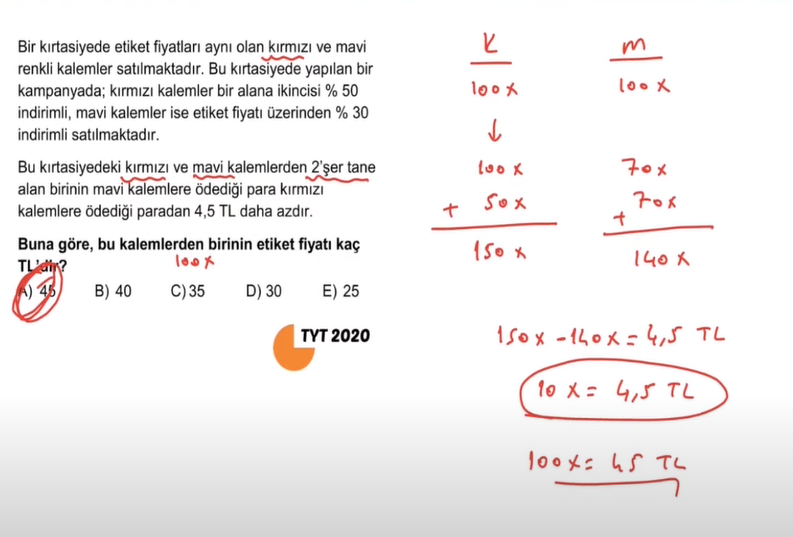 Bir kırtasiyede etiket fiyatları aynı olan kırmızı ve mavi
renkli kalemler satılmaktadır. Bu kırtasiyede yapılan bir
kampanyada; kırmızı kalemler bir alana ikincisi % 50
indirimli, mavi kalemler ise etiket fiyatı üzerinden % 30
indirimli satılmaktadır.
Bu kırtasiyedeki kırmızı ve mavi kalemlerden 2'şer tane
alan birinin mavi kalemlere ödediği para kırmızı
kalemlere ödediği paradan 4,5 TL daha azdır.
Buna göre, bu kalemlerden birinin etiket fiyatı kaç
TL'dir?
100x
A) 45 B) 40 C) 35 D) 30 E) 25
TYT 2020
K m
100x 100x
↓
100x 70x
+ 50x + 70x
150x 140x
150x - 140x = 4,5 TL
10x = 4,5 TL
100x = 45 TL